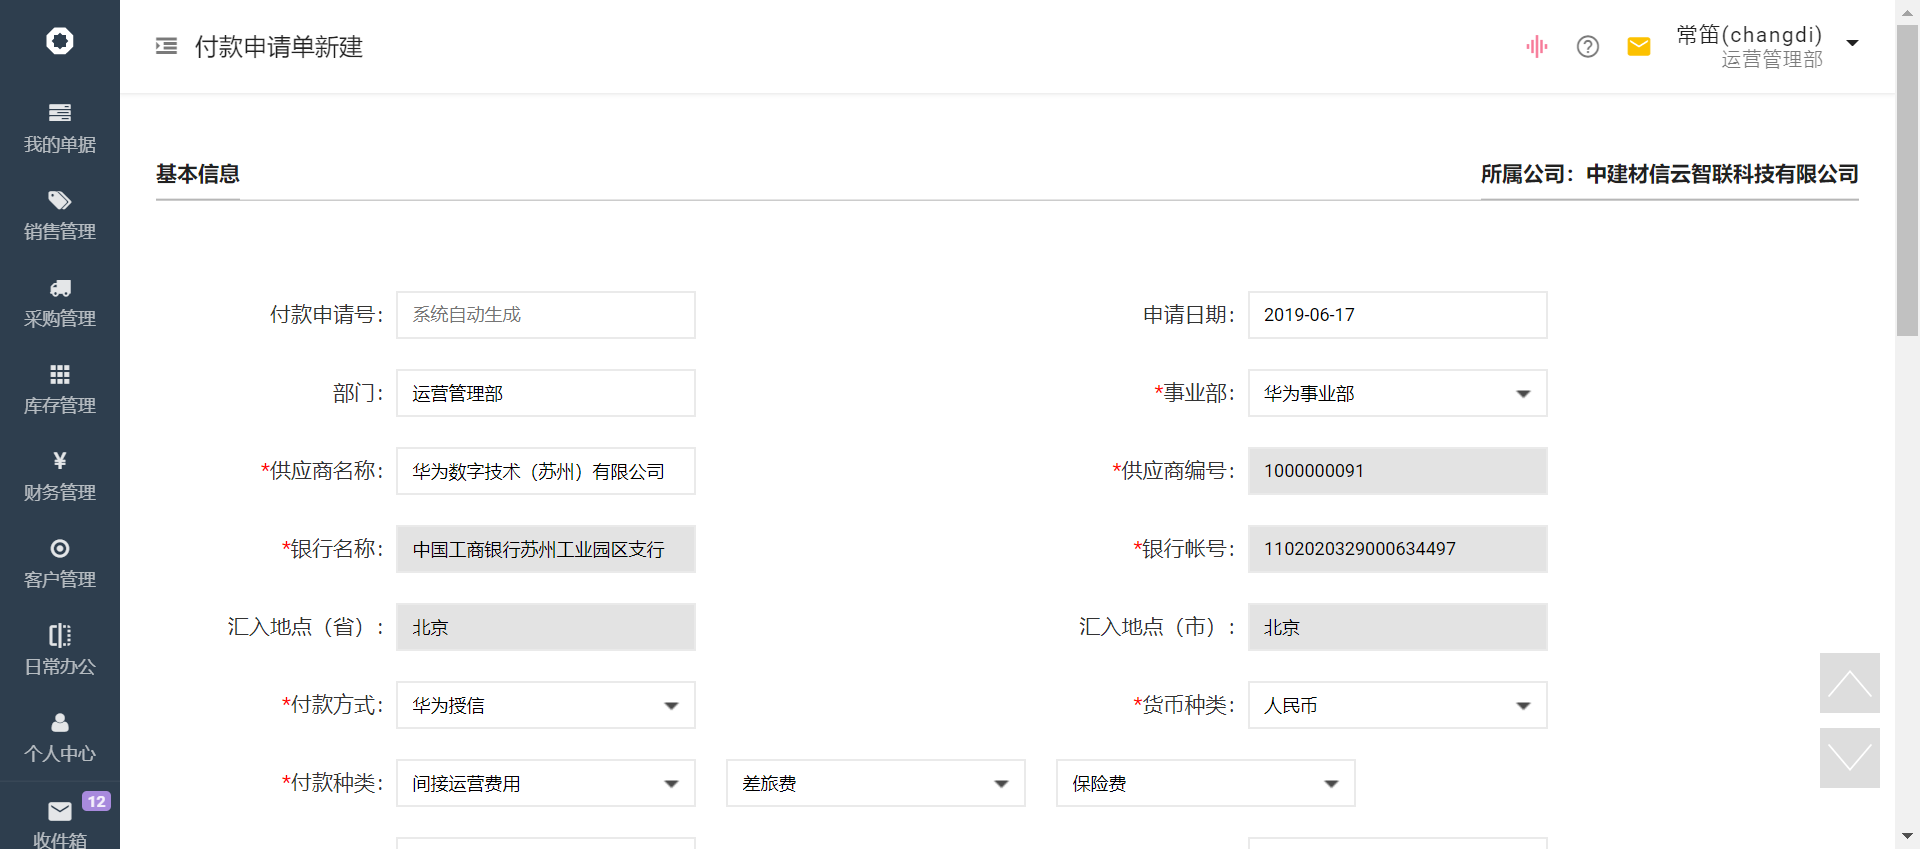 付款申请单新建
常笛(changdi)
运营管理部
我的单据
销售管理
采购管理
库存管理
¥
财务管理
客户管理
日常办公
个人中心
12
收件箱
基本信息
所属公司：中建材信云智联科技有限公司
付款申请号： 系统自动生成
申请日期： 2019-06-17
部门： 运营管理部
*事业部： 华为事业部
*供应商名称： 华为数字技术（苏州）有限公司
*供应商编号： 1000000091
*银行名称： 中国工商银行苏州工业园区支行
*银行帐号： 1102020329000634497
汇入地点（省）： 北京
汇入地点（市）： 北京
*付款方式： 华为授信
*货币种类： 人民币
*付款种类： 间接运营费用 差旅费 保险费